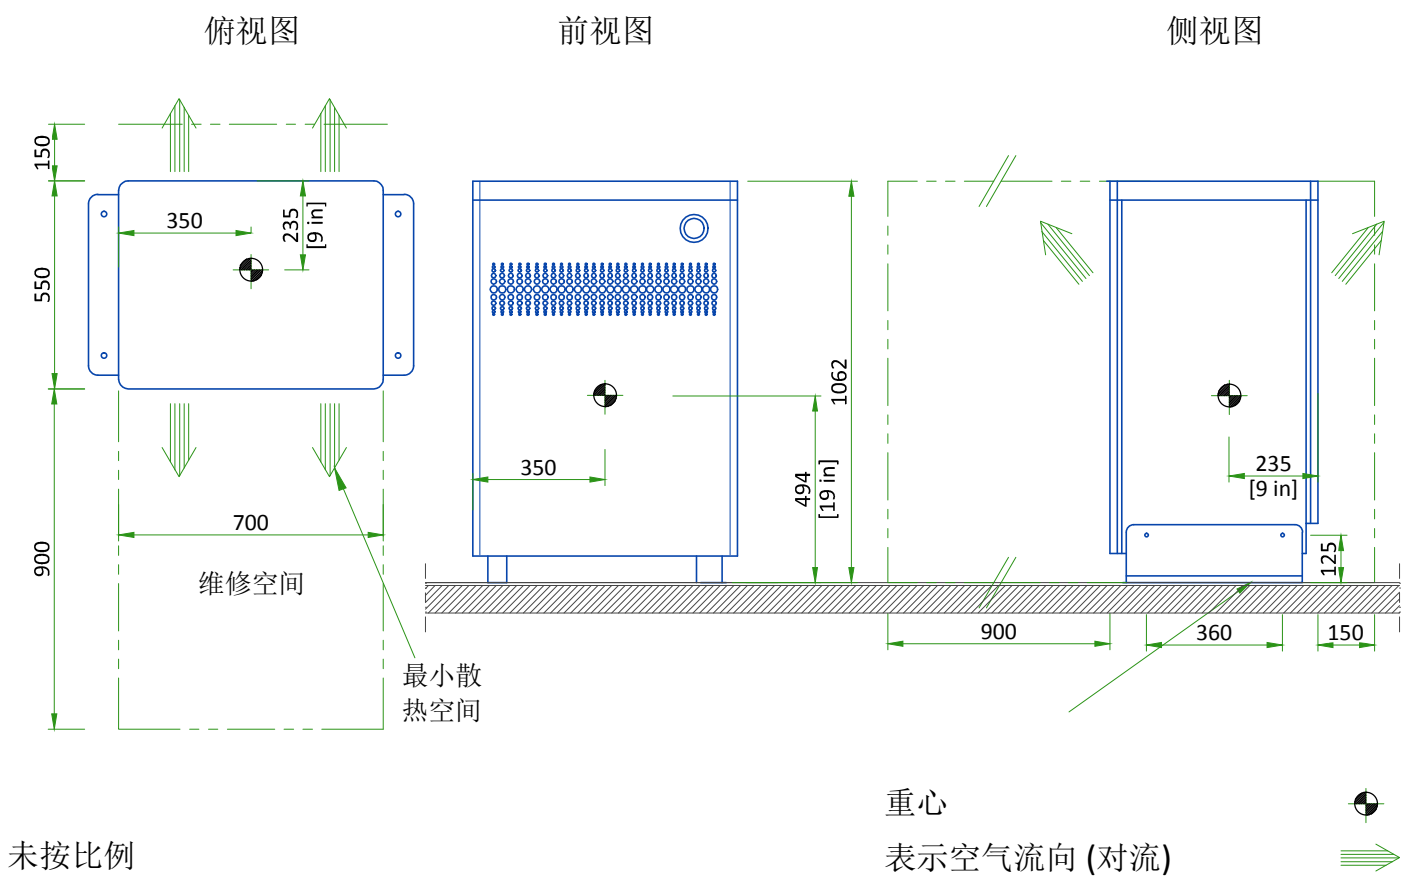 俯视图
前视图
侧视图
150
550
900
350
235
[9 in]
700
维修空间
最小散
热空间
350
494
[19 in]
1062
235
[9 in]
125
900
360
150
重心
未按比例
表示空气流向 (对流)